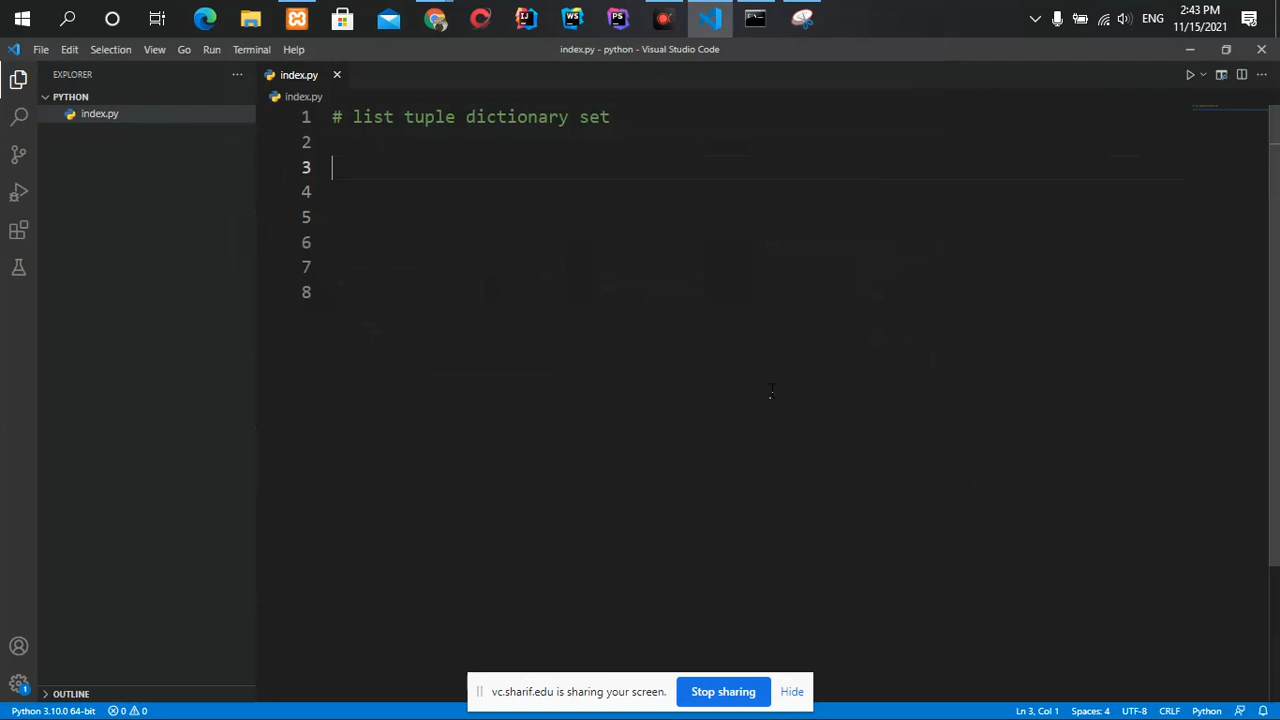 2:43 PM
ENG
11/15/2021
File Edit Selection View Go Run Terminal Help
index.py - python - Visual Studio Code
EXPLORER
index.py
PYTHON
index.py
index.py
1 # list tuple dictionary set
2
3
4
5
6
7
8
OUTLINE
vc.sharif.edu is sharing your screen.
Stop sharing
Hide
Python 3.10.0 64-bit
0
0
Ln 3, Col 1
Spaces: 4
UTF-8
CRLF
Python